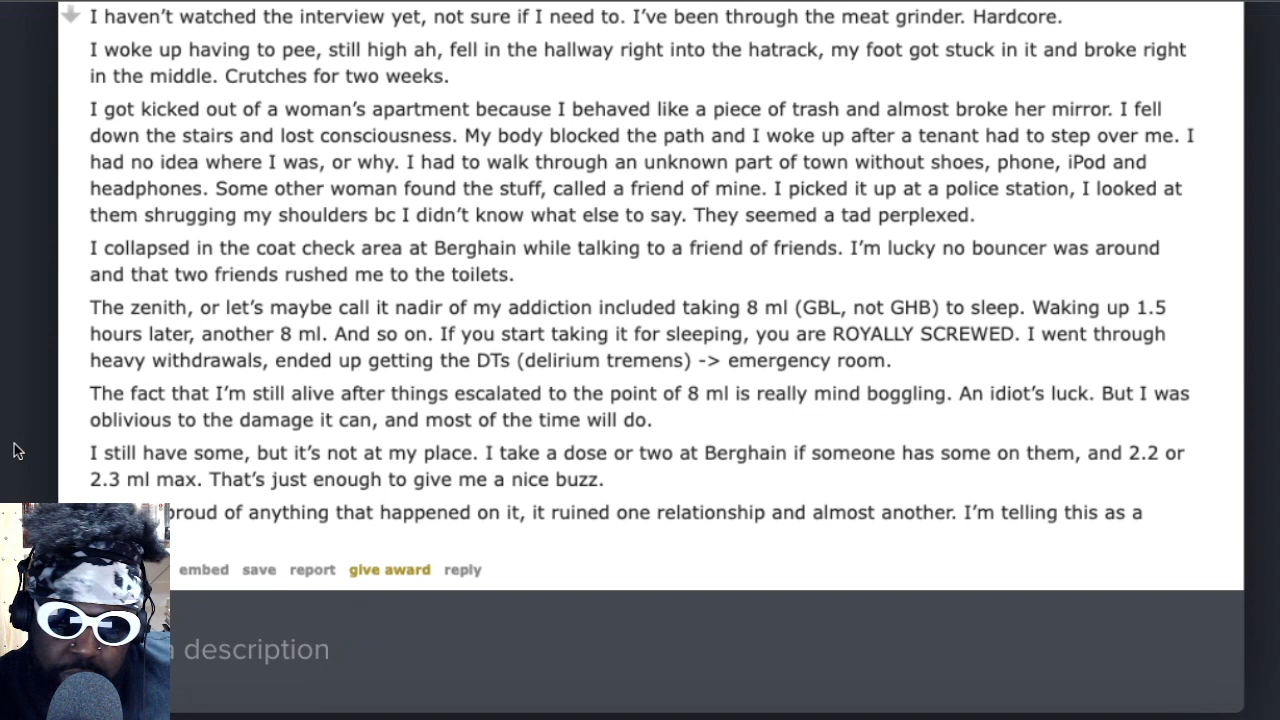 I haven’t watched the interview yet, not sure if I need to. I’ve been through the meat grinder. Hardcore.
I woke up having to pee, still high ah, fell in the hallway right into the hatrack, my foot got stuck in it and broke right
in the middle. Crutches for two weeks.
I got kicked out of a woman’s apartment because I behaved like a piece of trash and almost broke her mirror. I fell
down the stairs and lost consciousness. My body blocked the path and I woke up after a tenant had to step over me. I
had no idea where I was, or why. I had to walk through an unknown part of town without shoes, phone, iPod and
headphones. Some other woman found the stuff, called a friend of mine. I picked it up at a police station, I looked at
them shrugging my shoulders bc I didn’t know what else to say. They seemed a tad perplexed.
I collapsed in the coat check area at Berghain while talking to a friend of friends. I’m lucky no bouncer was around
and that two friends rushed me to the toilets.
The zenith, or let’s maybe call it nadir of my addiction included taking 8 ml (GBL, not GHB) to sleep. Waking up 1.5
hours later, another 8 ml. And so on. If you start taking it for sleeping, you are ROYALLY SCREWED. I went through
heavy withdrawals, ended up getting the DTs (delirium tremens) -> emergency room.
The fact that I’m still alive after things escalated to the point of 8 ml is really mind boggling. An idiot’s luck. But I was
oblivious to the damage it can, and most of the time will do.
I still have some, but it’s not at my place. I take a dose or two at Berghain if someone has some on them, and 2.2 or
2.3 ml max. That’s just enough to give me a nice buzz.
proud of anything that happened on it, it ruined one relationship and almost another. I’m telling this as a
embed save report give award reply
description